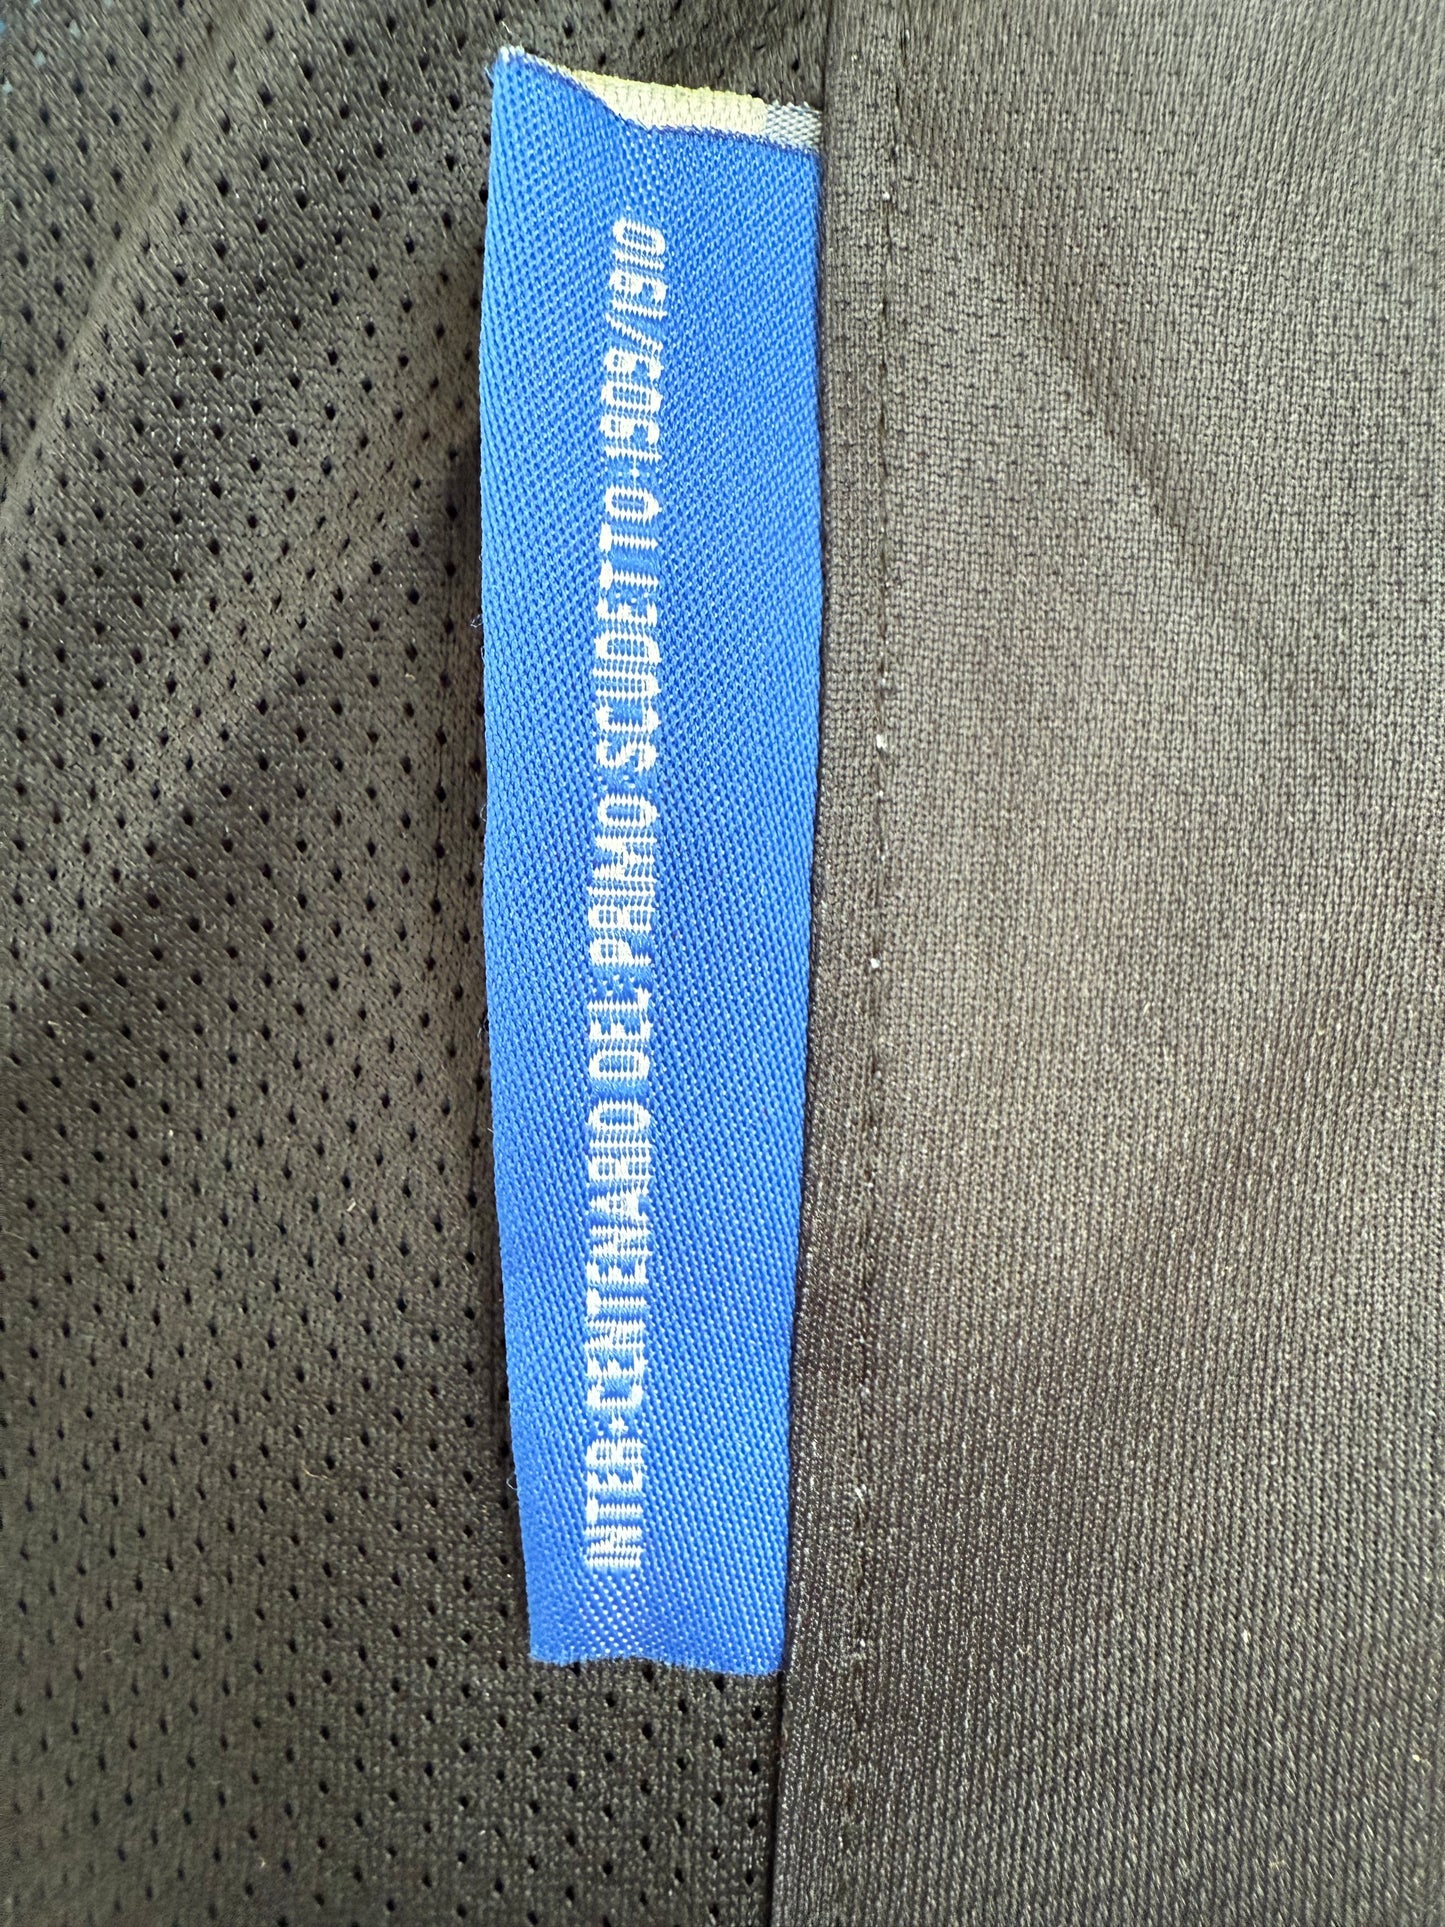 INTER·CENTENARIO DEL PRIMO SCUDETTO·1909/1910